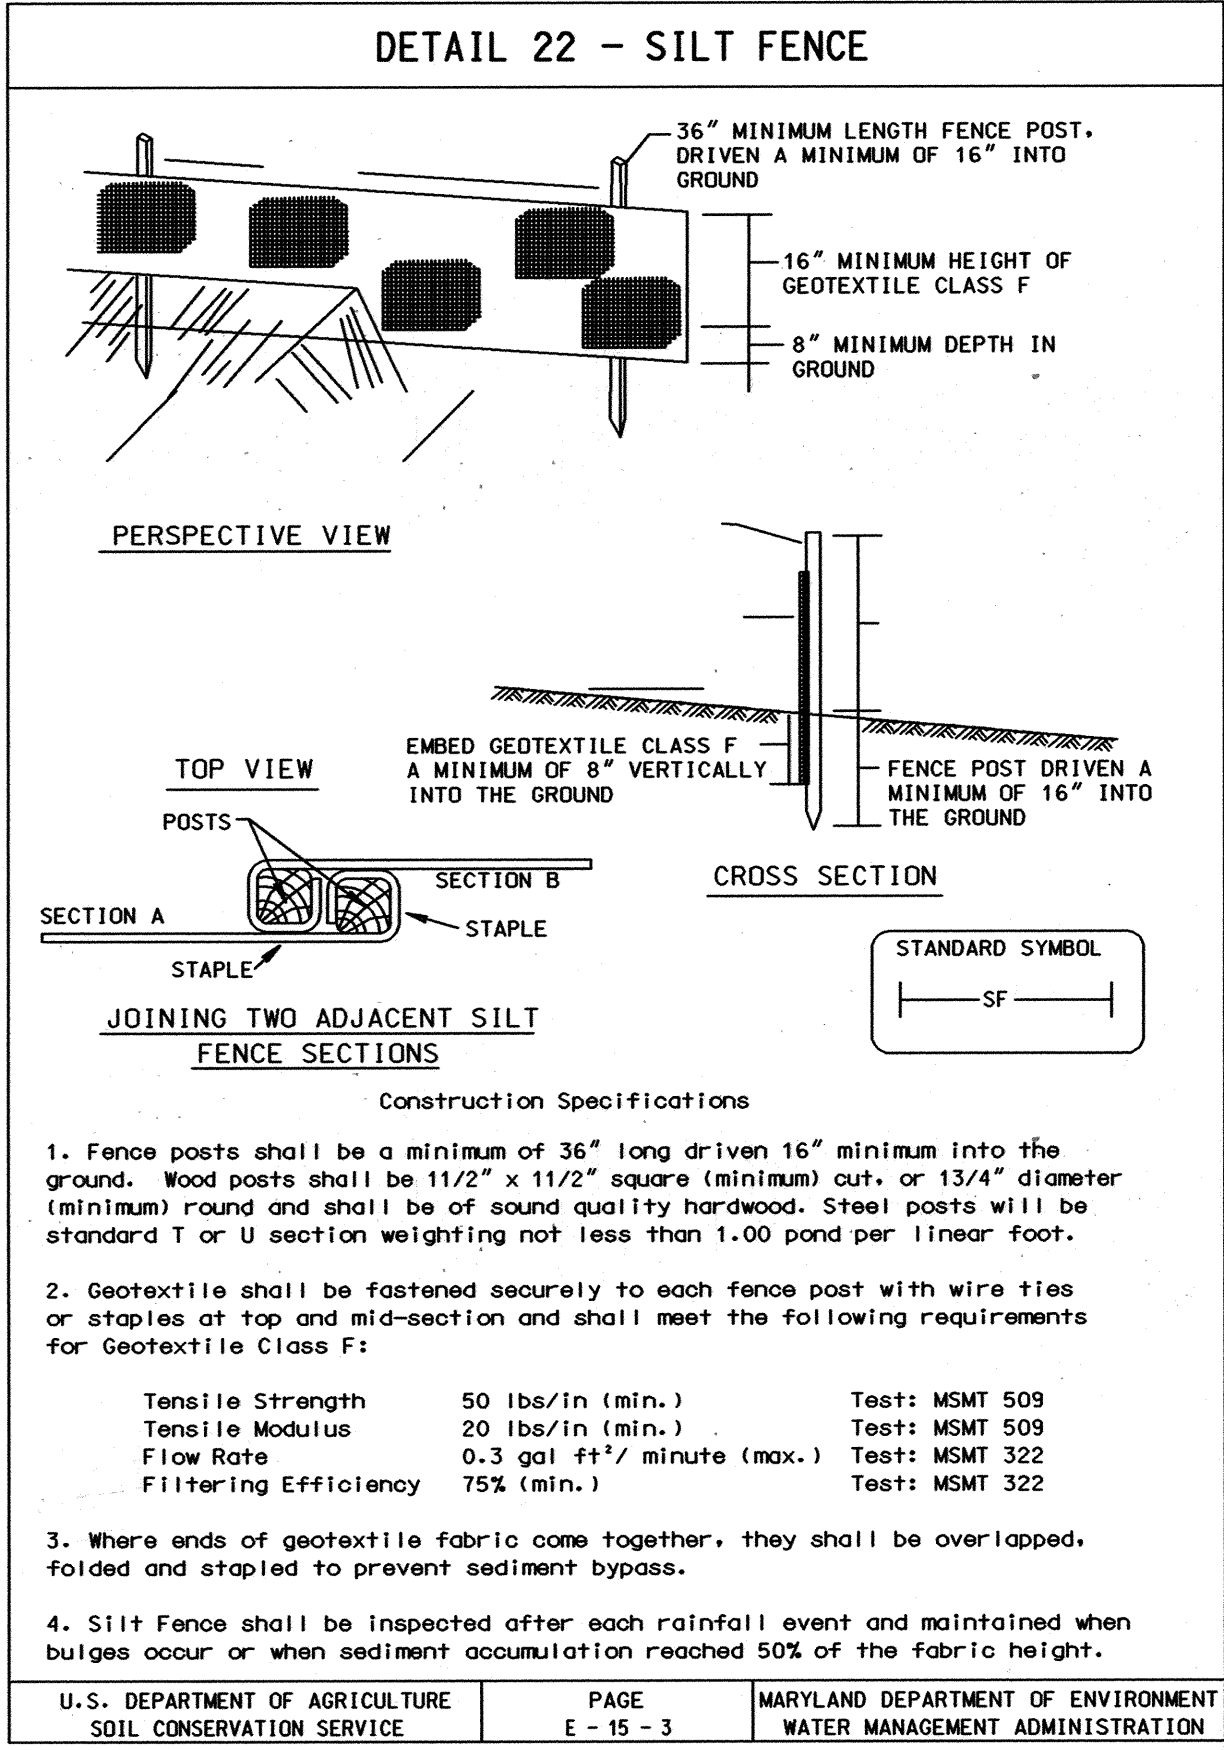 DETAIL 22 - SILT FENCE
36" MINIMUM LENGTH FENCE POST,
DRIVEN A MINIMUM OF 16" INTO
GROUND
16" MINIMUM HEIGHT OF
GEOTEXTILE CLASS F
8" MINIMUM DEPTH IN
GROUND
PERSPECTIVE VIEW
EMBED GEOTEXTILE CLASS F
A MINIMUM OF 8" VERTICALLY
INTO THE GROUND
FENCE POST DRIVEN A
MINIMUM OF 16" INTO
THE GROUND
CROSS SECTION
TOP VIEW
POSTS
SECTION B
SECTION A
STAPLE
STAPLE
JOINING TWO ADJACENT SILT
FENCE SECTIONS
STANDARD SYMBOL
SF
Construction Specifications
1. Fence posts shall be a minimum of 36" long driven 16" minimum into the
ground. Wood posts shall be 11/2" x 11/2" square (minimum) cut, or 13/4" diameter
(minimum) round and shall be of sound quality hardwood. Steel posts will be
standard T or U section weighting not less than 1.00 pond per linear foot.
2. Geotextile shall be fastened securely to each fence post with wire ties
or staples at top and mid-section and shall meet the following requirements
for Geotextile Class F:
Tensile Strength 50 lbs/in (min.) Test: MSMT 509
Tensile Modulus 20 lbs/in (min.) Test: MSMT 509
Flow Rate 0.3 gal ft²/ minute (max.) Test: MSMT 322
Filtering Efficiency 75% (min.) Test: MSMT 322
3. Where ends of geotextile fabric come together, they shall be overlapped,
folded and stapled to prevent sediment bypass.
4. Silt Fence shall be inspected after each rainfall event and maintained when
bulges occur or when sediment accumulation reached 50% of the fabric height.
U.S. DEPARTMENT OF AGRICULTURE
SOIL CONSERVATION SERVICE
PAGE
E - 15 - 3
MARYLAND DEPARTMENT OF ENVIRONMENT
WATER MANAGEMENT ADMINISTRATION